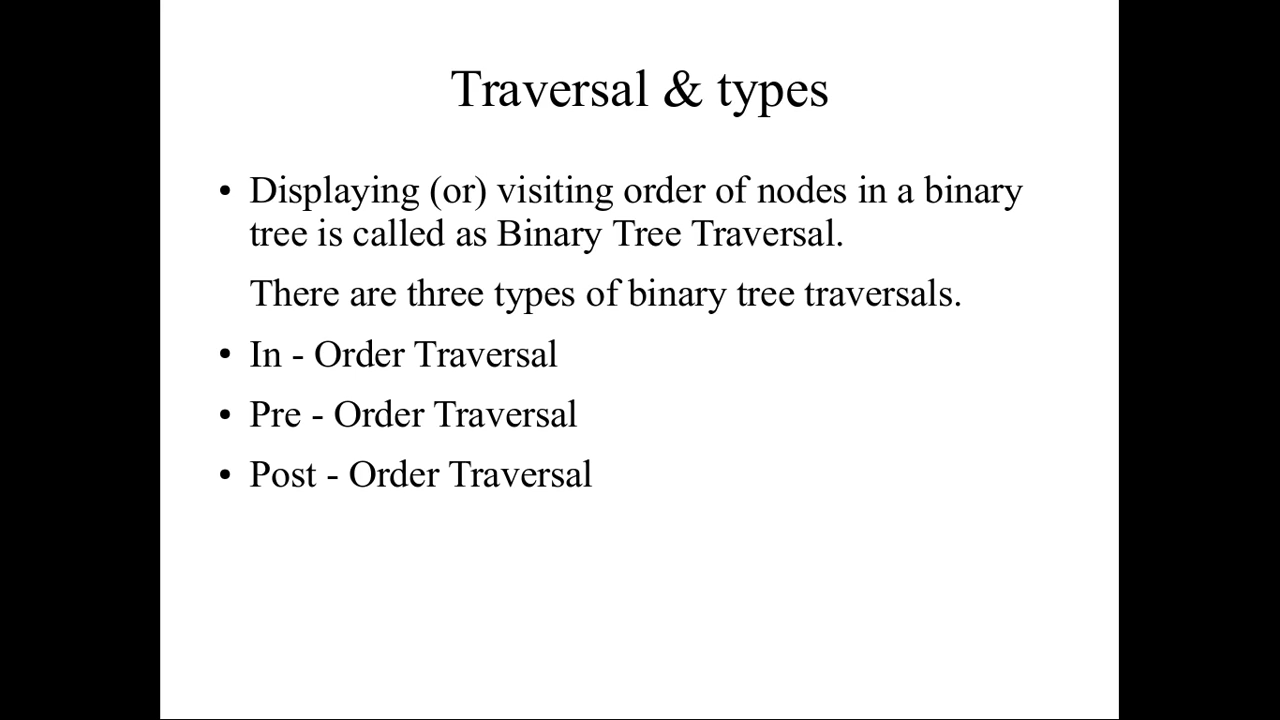 Traversal & types
• Displaying (or) visiting order of nodes in a binary
tree is called as Binary Tree Traversal.
There are three types of binary tree traversals.
• In - Order Traversal
• Pre - Order Traversal
• Post - Order Traversal